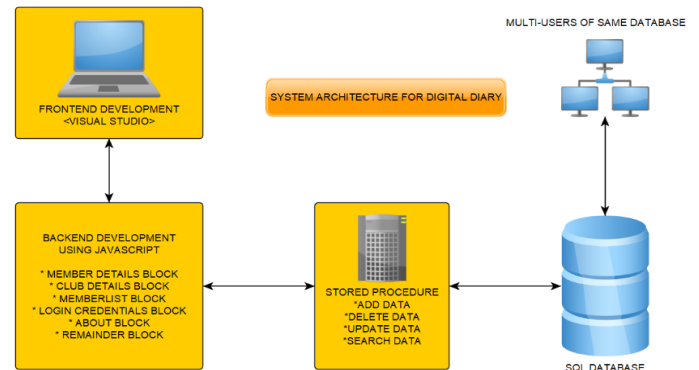 MULTI-USERS OF SAME DATABASE
SYSTEM ARCHITECTURE FOR DIGITAL DIARY
FRONTEND DEVELOPMENT
<VISUAL STUDIO>
BACKEND DEVELOPMENT
USING JAVASCRIPT
* MEMBER DETAILS BLOCK
* CLUB DETAILS BLOCK
* MEMBERLIST BLOCK
* LOGIN CREDENTIALS BLOCK
* ABOUT BLOCK
* REMAINDER BLOCK
STORED PROCEDURE
*ADD DATA
*DELETE DATA
*UPDATE DATA
*SEARCH DATA
SQL DATABASE